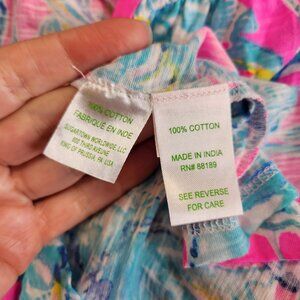 100% COTTON
FABRIQUÉ EN INDE
SUGARTOWN WORLDWIDE, LLC
800 THIRD AVENUE
KING OF PRUSSIA, PA USA
100% COTTON
MADE IN INDIA
RN# 88189
SEE REVERSE
FOR CARE